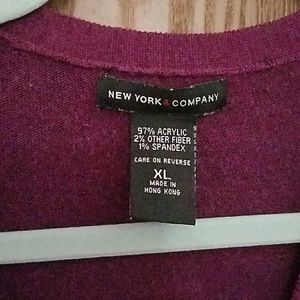 NEW YORK & COMPANY
97% ACRYLIC
2% OTHER FIBER
1% SPANDEX
CARE ON REVERSE
XL
MADE IN
HONG KONG